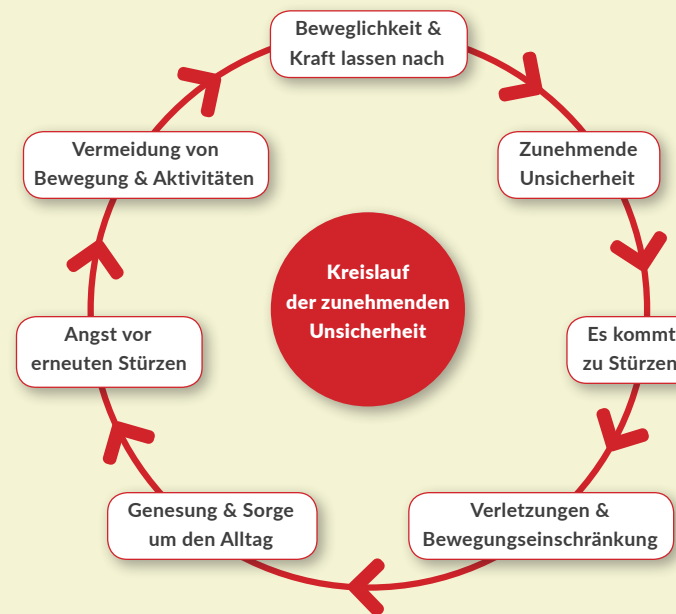 Beweglichkeit &
Kraft lassen nach
Zunehmende
Unsicherheit
Es kommt
zu Stürzen
Verletzungen &
Bewegungseinschränkung
Genesung & Sorge
um den Alltag
Angst vor
erneuten Stürzen
Vermeidung von
Bewegung & Aktivitäten
Kreislauf
der zunehmenden
Unsicherheit